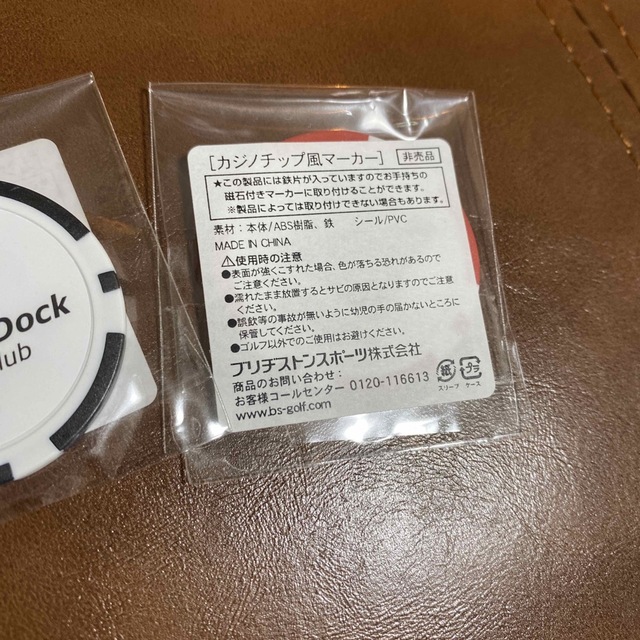 Dock
lub
[カジノチップ風マーカー] 非売品
★この製品には鉄片が入っていますのでお手持ちの
磁石付きマーカーに取り付けることができます。
※製品によっては取り付けできない場合もあります。
素材：本体/ABS樹脂、鉄 シール/PVC
MADE IN CHINA
⚠使用時の注意
●表面が強くこすれた場合、色が落ちる恐れがあるので
ご注意ください。
●濡れたまま放置するとサビの原因となりますのでご注意
ください。
●誤飲等の事故が無いように幼児の手の届かないところに
保管してください。
●ゴルフ以外でのご使用はお避けください。
ブリヂストンスポーツ株式会社
商品のお問い合わせ：
お客様コールセンター 0120-116613
www.bs-golf.com
紙 スリーブ
プラ ケース